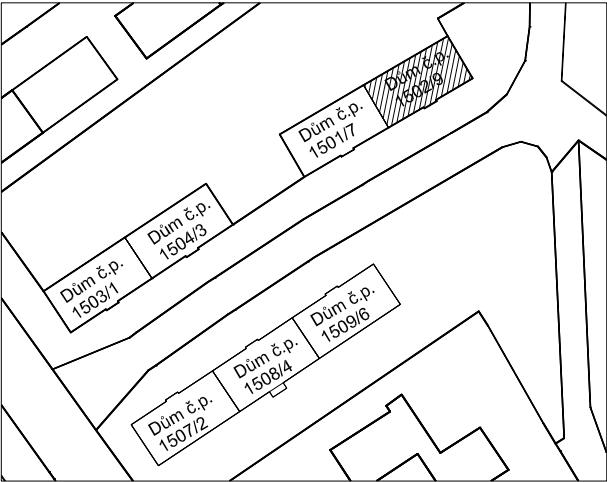 Dům č.p.
1502/9
Dům č.p.
1501/7
Dům č.p.
1504/3
Dům č.p.
1503/1
Dům č.p.
1509/6
Dům č.p.
1508/4
Dům č.p.
1507/2